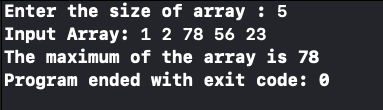 Enter the size of array : 5
Input Array: 1 2 78 56 23
The maximum of the array is 78
Program ended with exit code: 0